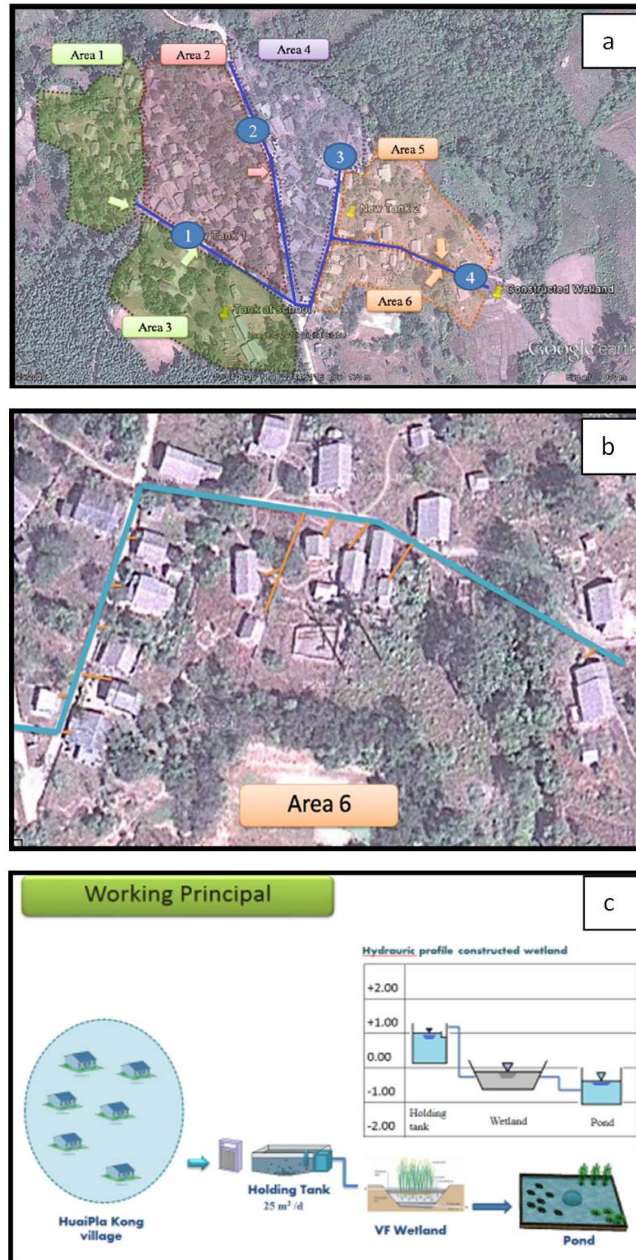 a
Area 1
Area 2
Area 4
2
3
Area 5
New Tank 2
1
Tank 1
4
Constructed Wetland
Area 6
Tank at school
Area 3
Google earth
b
Area 6
Working Principal
c
Hydrauric profile constructed wetland
+2.00
+1.00
0.00
-1.00
-2.00
Holding
tank
Wetland
Pond
HuaiPla Kong
village
Holding Tank
25 m³ /d
VF Wetland
Pond